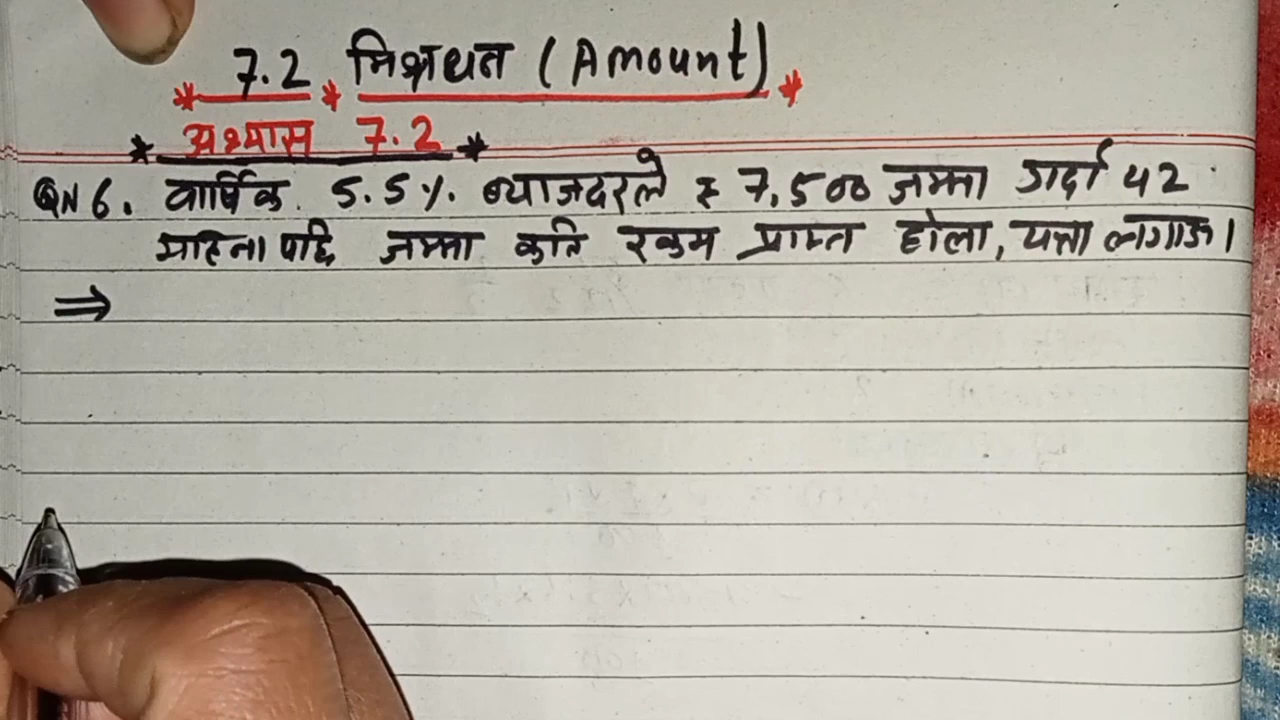 7.2 मिश्रधन (Amount)
अभ्यास 7.2
QN 6. वार्षिक 5.5% ब्याजदरले रु 7,500 जम्मा गर्दा 42
महिना पछि जम्मा कति रकम प्राप्त होला, पत्ता लगाऊ।
⇒